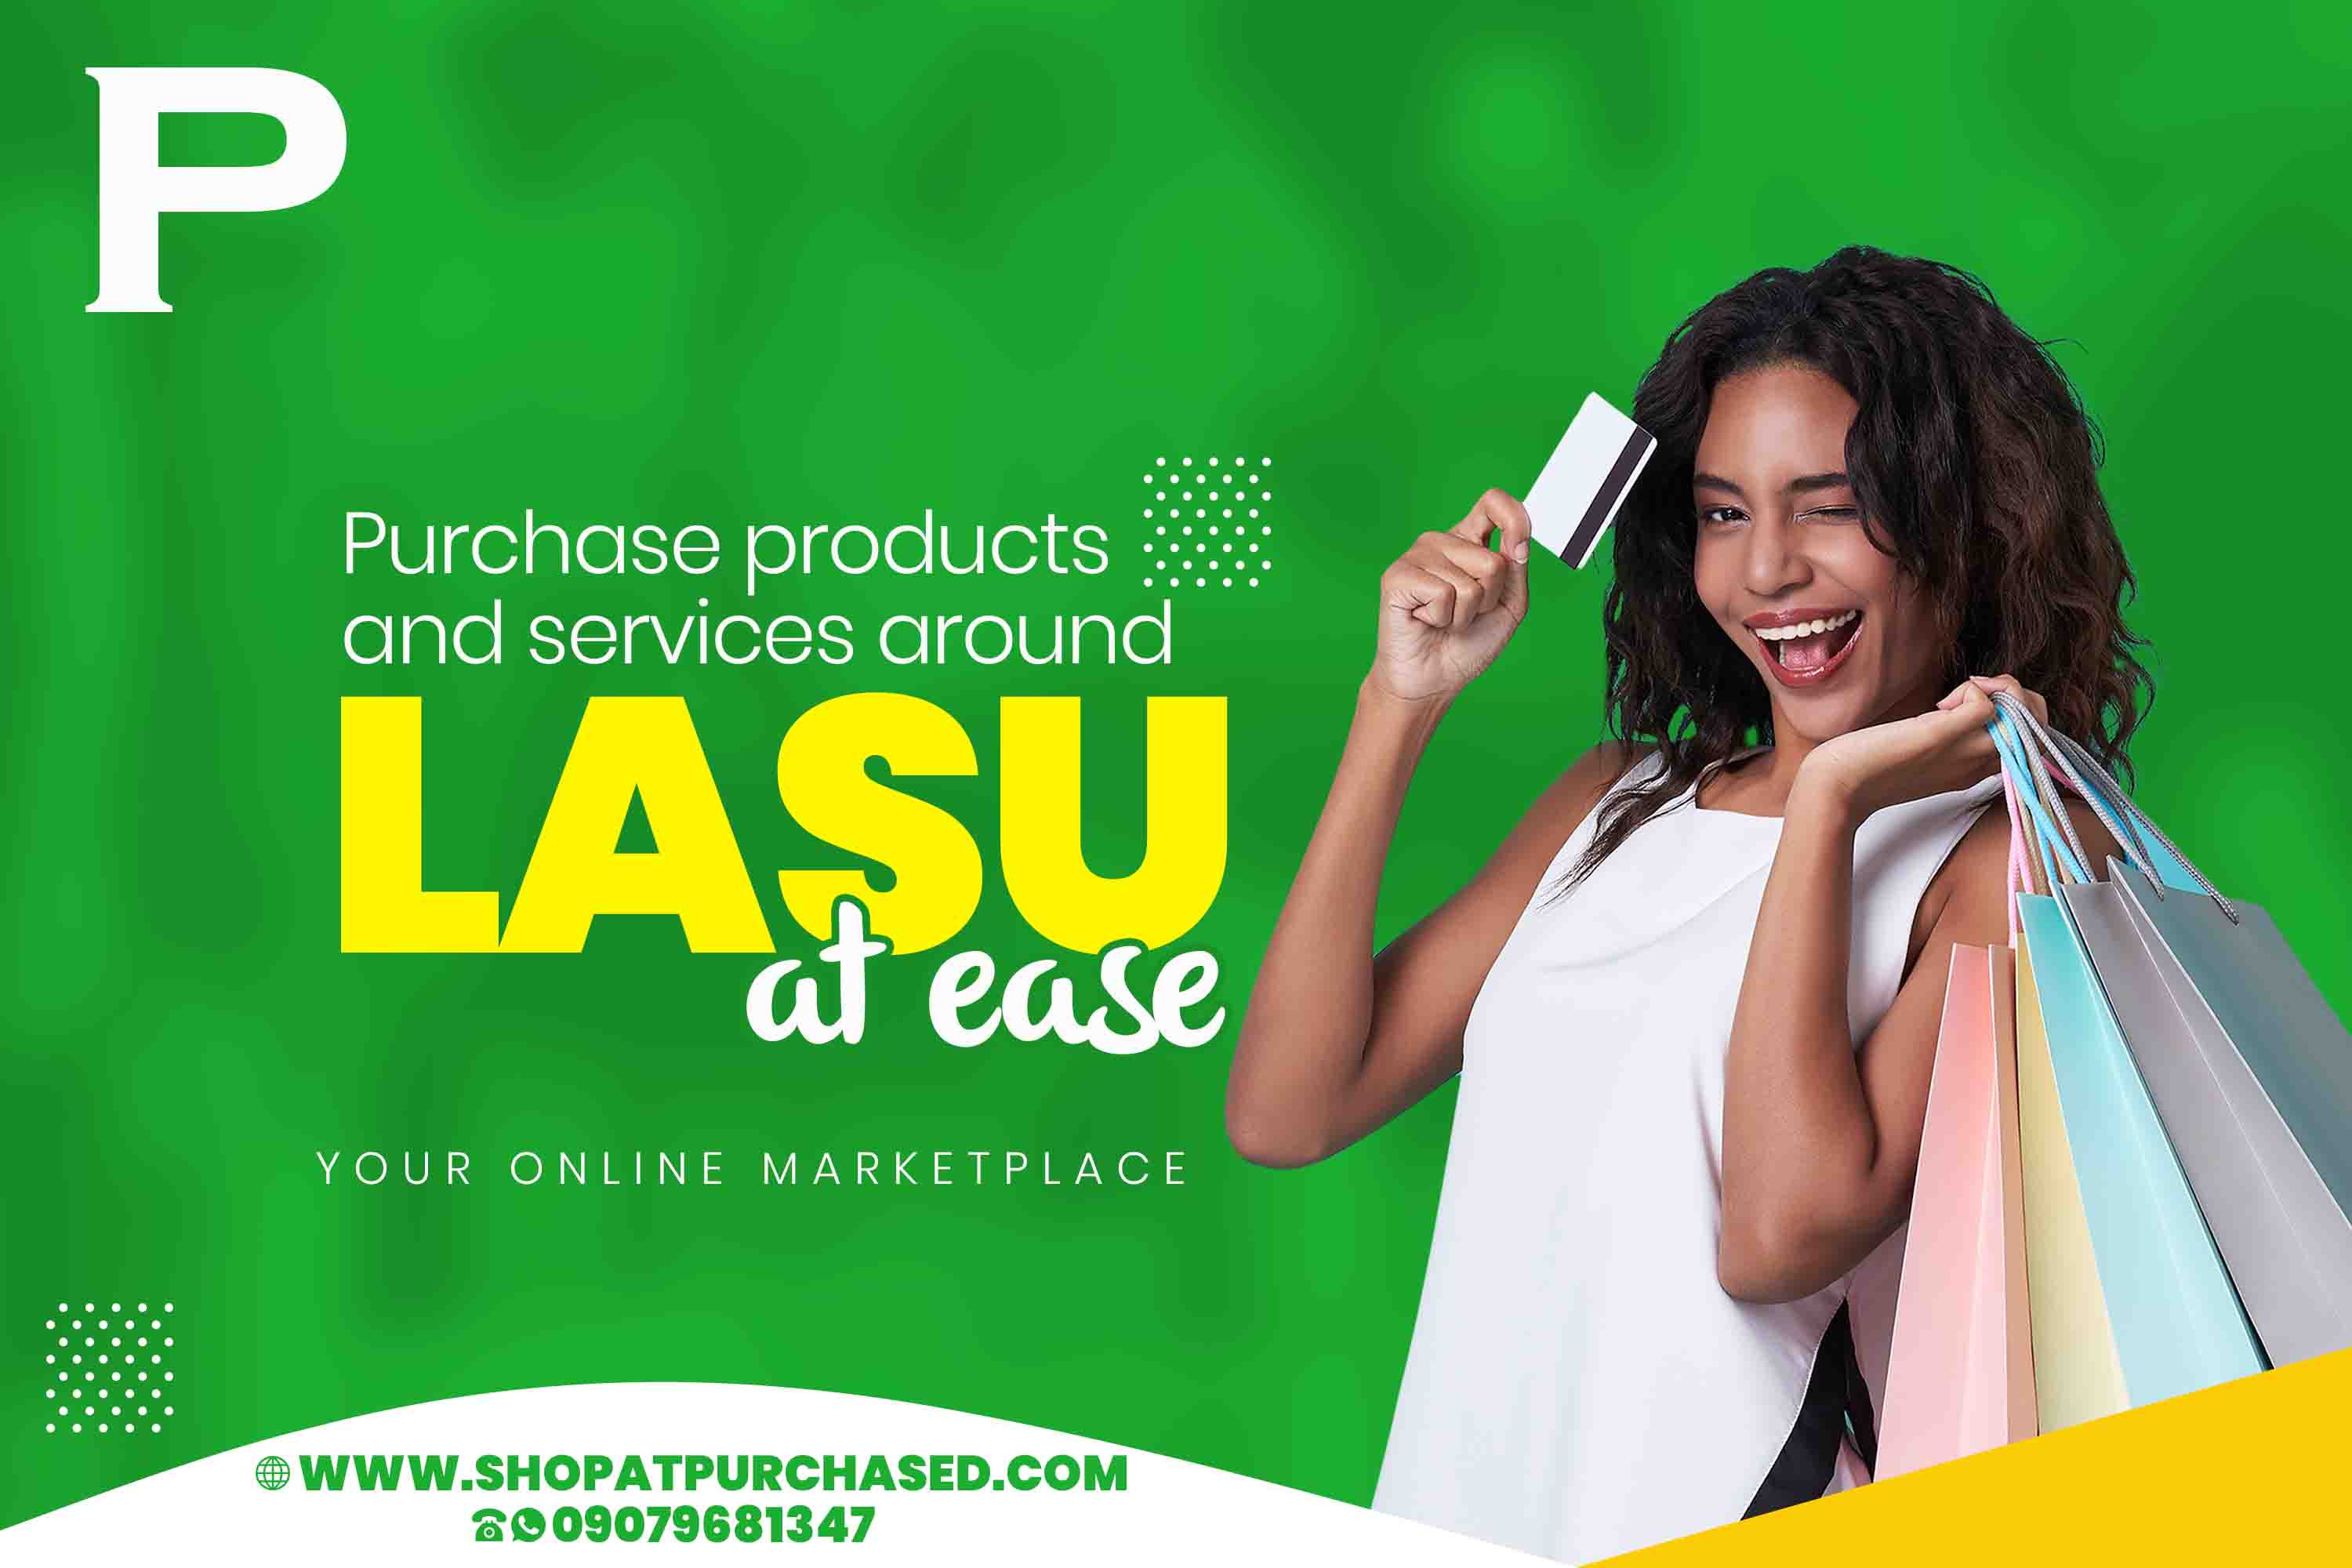 P
Purchase products
and services around
LASU
at ease
YOUR ONLINE MARKETPLACE
WWW.SHOPATPURCHASED.COM
09079681347